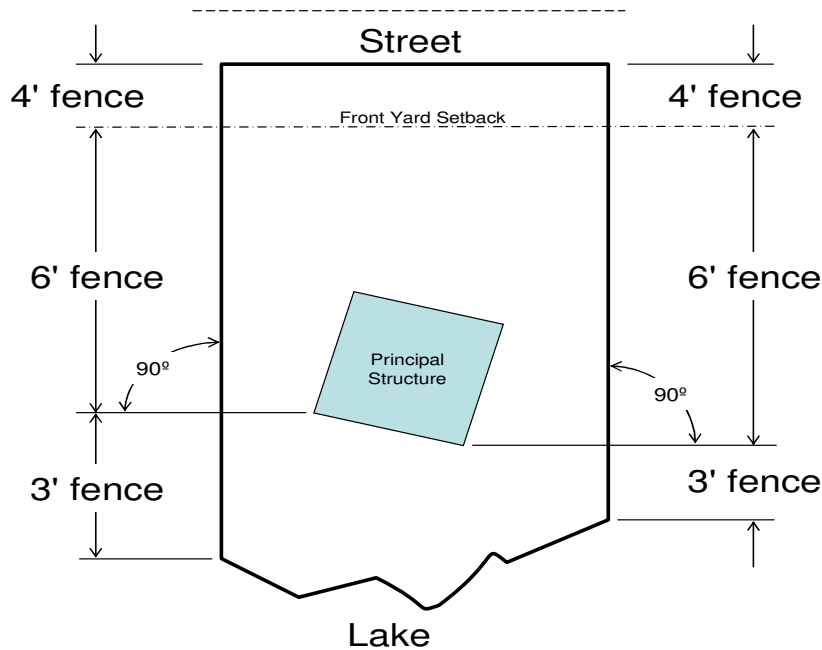 Street
4' fence
4' fence
Front Yard Setback
6' fence
6' fence
Principal
Structure
90º
90º
3' fence
3' fence
Lake